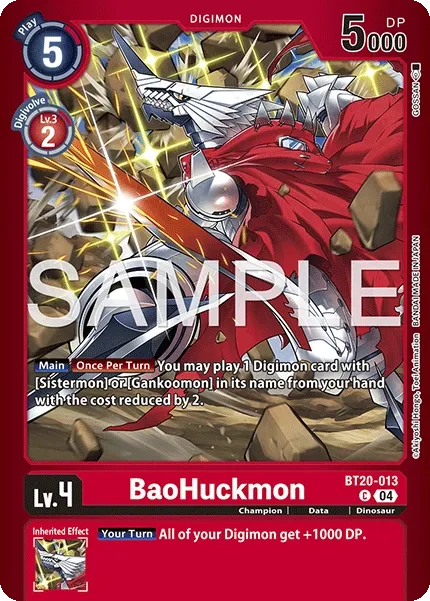 DIGIMON
Play
5
DP
5000
Digivolve
Lv.3
2
GOSSAN
SAMPLE
Main Once Per Turn You may play 1 Digimon card with
[Sistermon] or [Gankoomon] in its name from your hand
with the cost reduced by 2.
©Akiyoshi Hongo, Toei Animation BANDAI MADE IN JAPAN
Lv.4
BaoHuckmon
BT20-013
C 04
Champion | Data | Dinosaur
Inherited Effect
Your Turn All of your Digimon get +1000 DP.